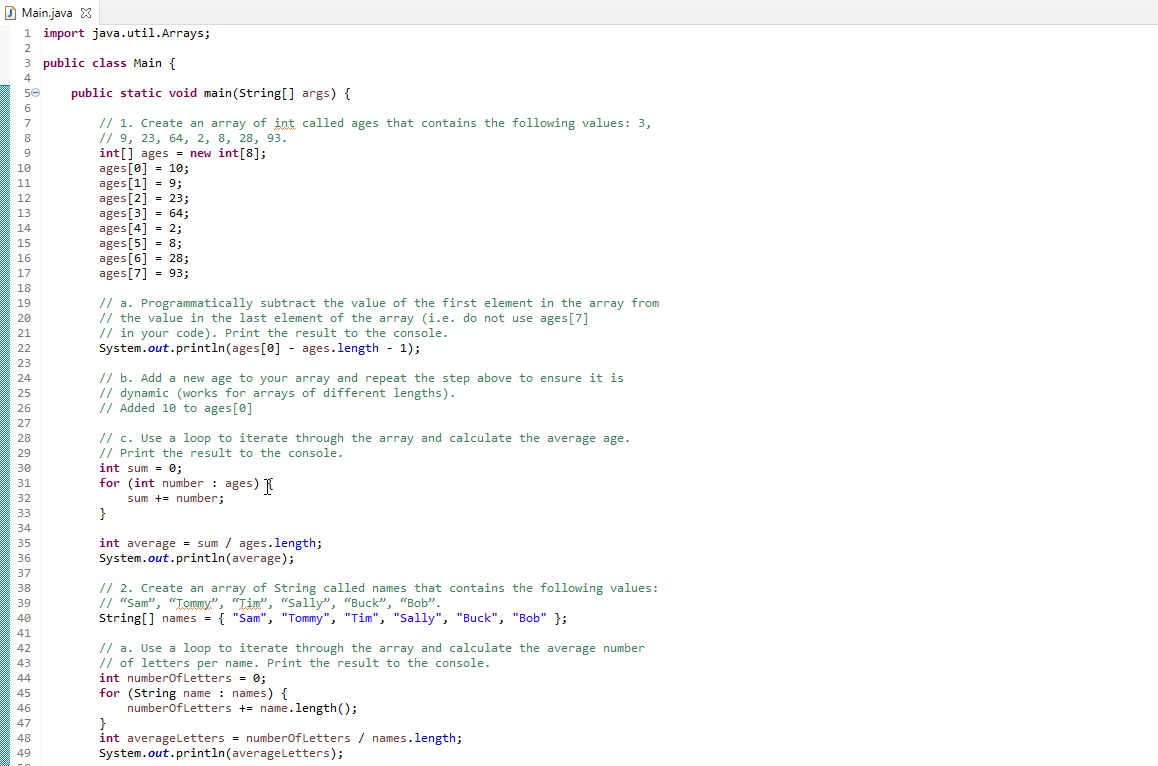 Main.java
1 import java.util.Arrays;
2
3 public class Main {
4
5 public static void main(String[] args) {
6
7 // 1. Create an array of int called ages that contains the following values: 3,
8 // 9, 23, 64, 2, 8, 28, 93.
9 int[] ages = new int[8];
10 ages[0] = 10;
11 ages[1] = 9;
12 ages[2] = 23;
13 ages[3] = 64;
14 ages[4] = 2;
15 ages[5] = 8;
16 ages[6] = 28;
17 ages[7] = 93;
18
19 // a. Programmatically subtract the value of the first element in the array from
20 // the value in the last element of the array (i.e. do not use ages[7]
21 // in your code). Print the result to the console.
22 System.out.println(ages[0] - ages.length - 1);
23
24 // b. Add a new age to your array and repeat the step above to ensure it is
25 // dynamic (works for arrays of different lengths).
26 // Added 10 to ages[0]
27
28 // c. Use a loop to iterate through the array and calculate the average age.
29 // Print the result to the console.
30 int sum = 0;
31 for (int number : ages) {
32 sum += number;
33 }
34
35 int average = sum / ages.length;
36 System.out.println(average);
37
38 // 2. Create an array of String called names that contains the following values:
39 // “Sam”, “Tommy”, “Tim”, “Sally”, “Buck”, “Bob”.
40 String[] names = { "Sam", "Tommy", "Tim", "Sally", "Buck", "Bob" };
41
42 // a. Use a loop to iterate through the array and calculate the average number
43 // of letters per name. Print the result to the console.
44 int numberOfLetters = 0;
45 for (String name : names) {
46 numberOfLetters += name.length();
47 }
48 int averageLetters = numberOfLetters / names.length;
49 System.out.println(averageLetters);